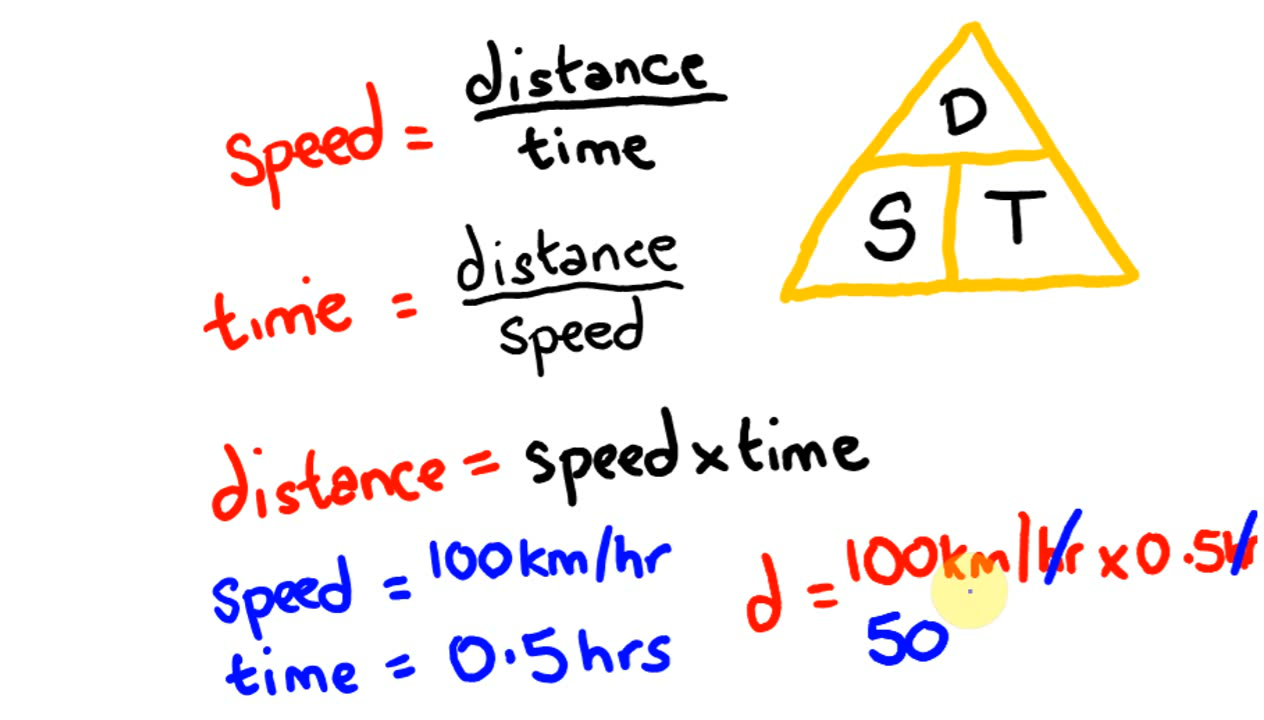 speed = distance
time
D
S T
time = distance
speed
distance = speed x time
speed = 100km/hr
time = 0.5hrs
d = 100km/hr x 0.5hr
50